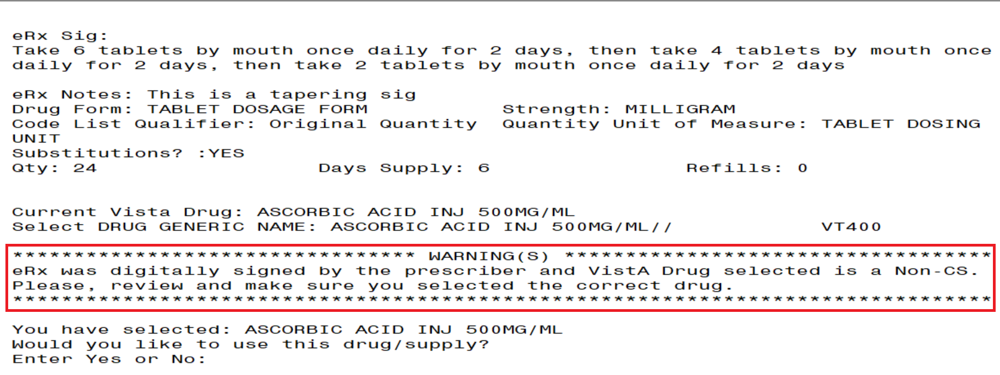 eRx Sig:
Take 6 tablets by mouth once daily for 2 days, then take 4 tablets by mouth once
daily for 2 days, then take 2 tablets by mouth once daily for 2 days
eRx Notes: This is a tapering sig
Drug Form: TABLET DOSAGE FORM Strength: MILLIGRAM
Code List Qualifier: Original Quantity Quantity Unit of Measure: TABLET DOSING
UNIT
Substitutions? :YES
Qty: 24 Days Supply: 6 Refills: 0
Current Vista Drug: ASCORBIC ACID INJ 500MG/ML
Select DRUG GENERIC NAME: ASCORBIC ACID INJ 500MG/ML// VT400
********************************* WARNING(S) ***********************************
eRx was digitally signed by the prescriber and VistA Drug selected is a Non-CS.
Please, review and make sure you selected the correct drug.
********************************************************************************
You have selected: ASCORBIC ACID INJ 500MG/ML
Would you like to use this drug/supply?
Enter Yes or No: